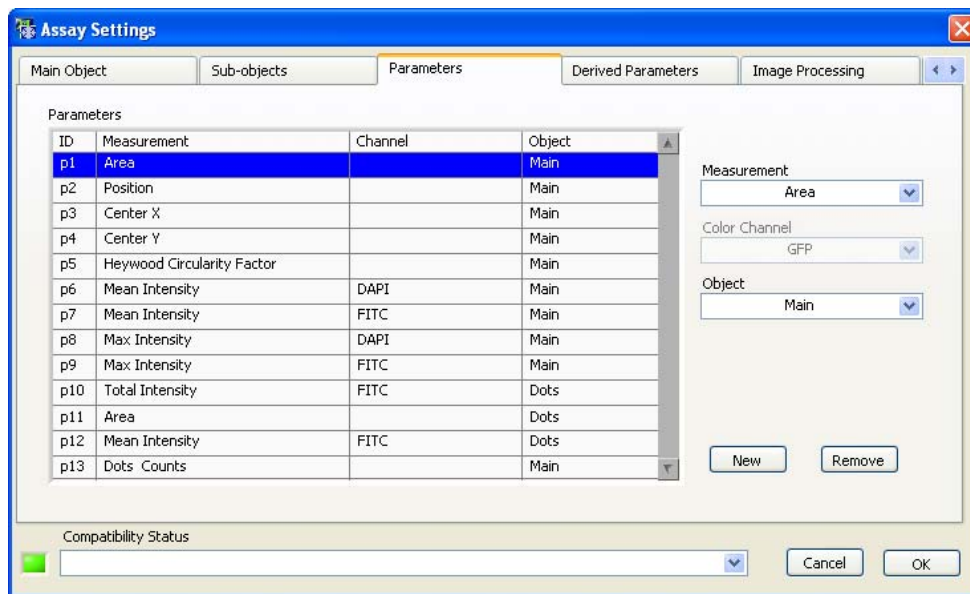 Assay Settings
Main Object Sub-objects Parameters Derived Parameters Image Processing
Parameters
ID Measurement Channel Object
p1 Area Main
p2 Position Main
p3 Center X Main
p4 Center Y Main
p5 Heywood Circularity Factor Main
p6 Mean Intensity DAPI Main
p7 Mean Intensity FITC Main
p8 Max Intensity DAPI Main
p9 Max Intensity FITC Main
p10 Total Intensity FITC Dots
p11 Area Dots
p12 Mean Intensity FITC Dots
p13 Dots Counts Main
Measurement
Area
Color Channel
GFP
Object
Main
New Remove
Compatibility Status
Cancel OK